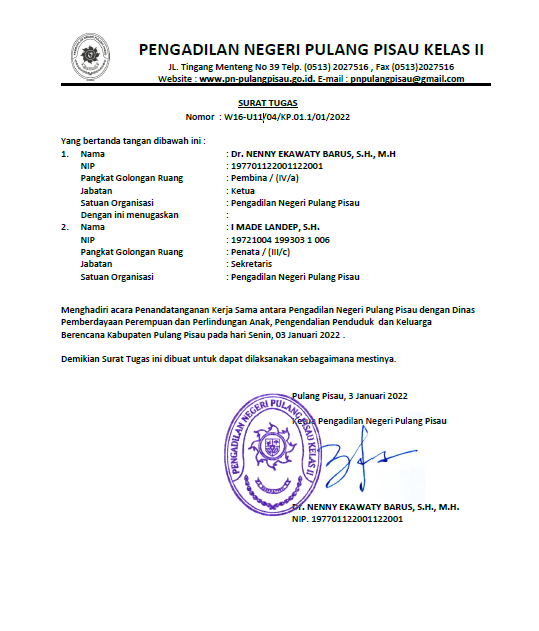 PENGADILAN NEGERI PULANG PISAU KELAS II
JL. Tingang Menteng No 39 Telp. (0513) 2027516 , Fax (0513)2027516
Website : www.pn-pulangpisau.go.id. E-mail : pnpulangpisau@gmail.com
SURAT TUGAS
Nomor : W16-U11/04/KP.01.1/01/2022
Yang bertanda tangan dibawah ini :
1. Nama : Dr. NENNY EKAWATY BARUS, S.H., M.H
NIP : 197701122001122001
Pangkat Golongan Ruang : Pembina / (IV/a)
Jabatan : Ketua
Satuan Organisasi : Pengadilan Negeri Pulang Pisau
Dengan ini menugaskan :
2. Nama : I MADE LANDEP, S.H.
NIP : 19721004 199303 1 006
Pangkat Golongan Ruang : Penata / (III/c)
Jabatan : Sekretaris
Satuan Organisasi : Pengadilan Negeri Pulang Pisau
Menghadiri acara Penandatanganan Kerja Sama antara Pengadilan Negeri Pulang Pisau dengan Dinas
Pemberdayaan Perempuan dan Perlindungan Anak, Pengendalian Penduduk dan Keluarga
Berencana Kabupaten Pulang Pisau pada hari Senin, 03 Januari 2022 .
Demikian Surat Tugas ini dibuat untuk dapat dilaksanakan sebagaimana mestinya.
Pulang Pisau, 3 Januari 2022
Ketua Pengadilan Negeri Pulang Pisau
PENGADILAN NEGERI PULANG PISAU KELAS II
Dr. NENNY EKAWATY BARUS, S.H., M.H.
NIP. 197701122001122001